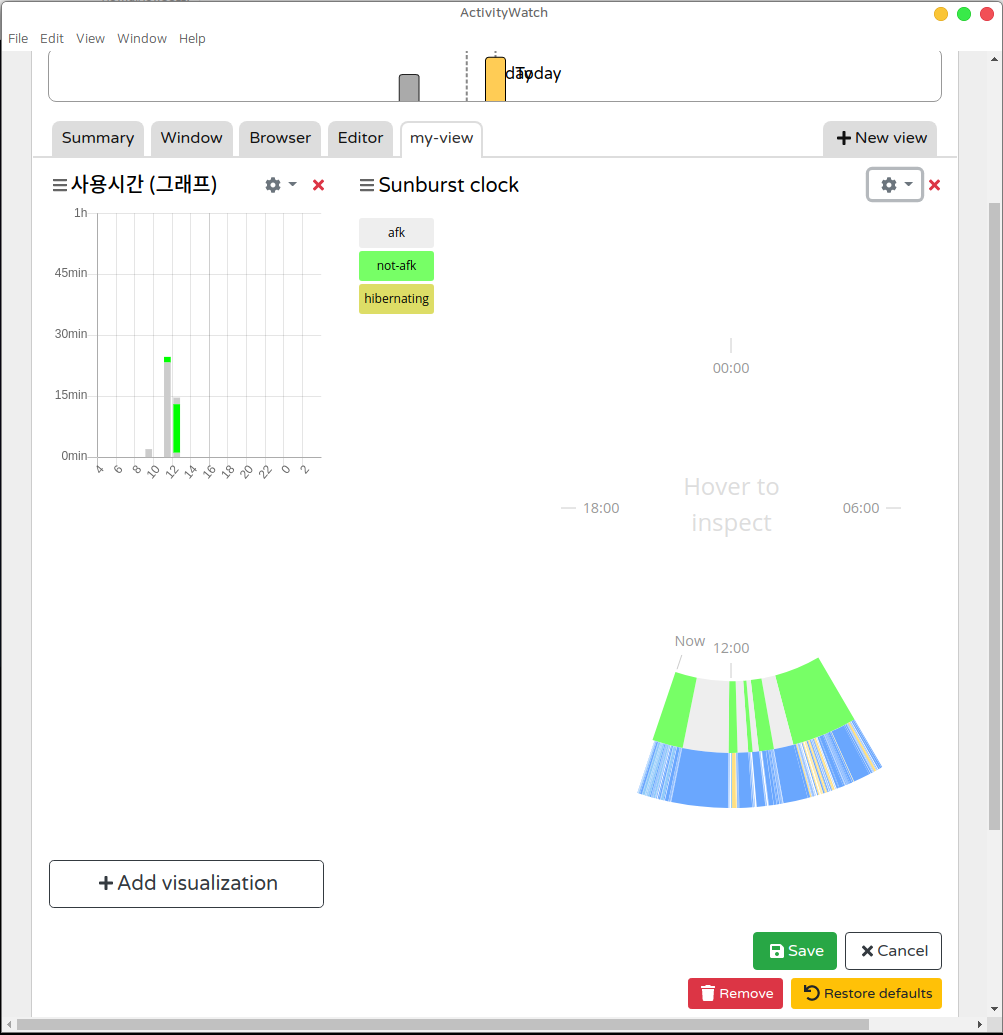 ActivityWatch
File Edit View Window Help
day Today
Summary Window Browser Editor my-view New view
사용시간 (그래프)
Sunburst clock
1h
45min
30min
15min
0min
4 6 8 10 12 14 16 18 20 22 0 2
afk
not-afk
hibernating
00:00
18:00
Hover to
inspect
06:00
Now
12:00
Add visualization
Save Cancel
Remove Restore defaults